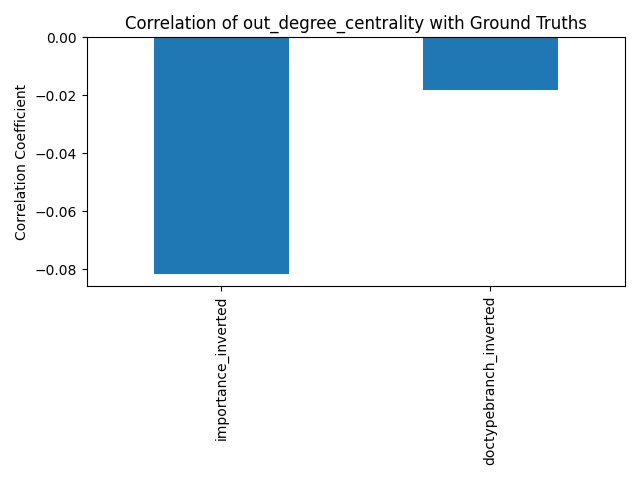 Correlation of out_degree_centrality with Ground Truths
0.00
−0.02
−0.04
−0.06
−0.08
Correlation Coefficient
importance_inverted
doctypebranch_inverted